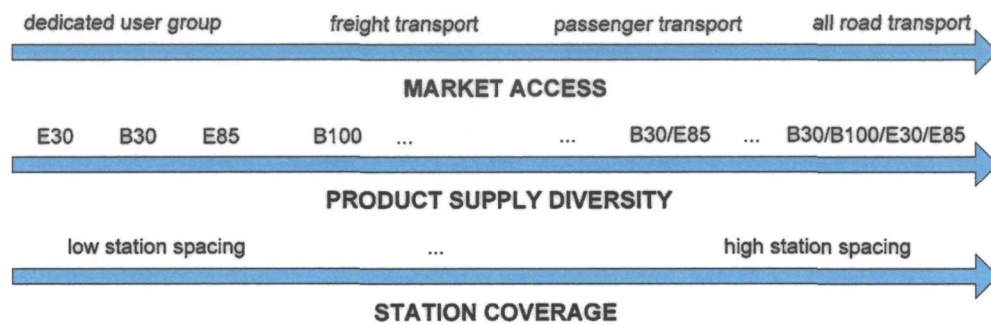 dedicated user group freight transport passenger transport all road transport
MARKET ACCESS
E30 B30 E85 B100 ... ... B30/E85 ... B30/B100/E30/E85
PRODUCT SUPPLY DIVERSITY
low station spacing ... high station spacing
STATION COVERAGE